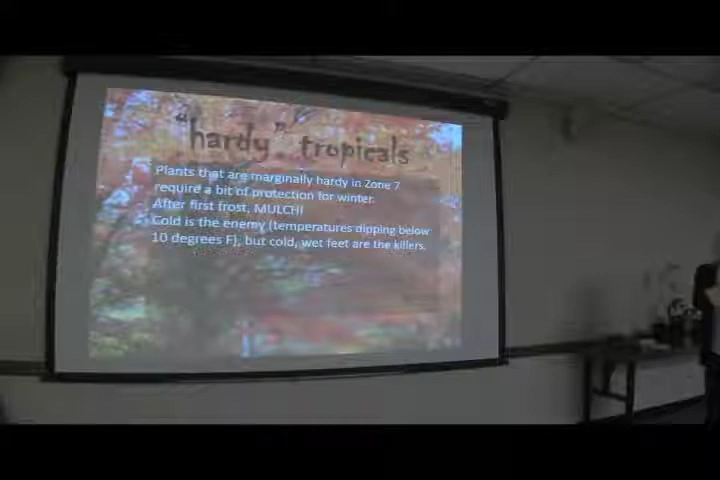 "hardy" tropicals
Plants that are marginally hardy in Zone 7
require a bit of protection for winter.
After first frost, MULCH!
Cold is the enemy (temperatures dipping below
10 degrees F), but cold, wet feet are the killers.